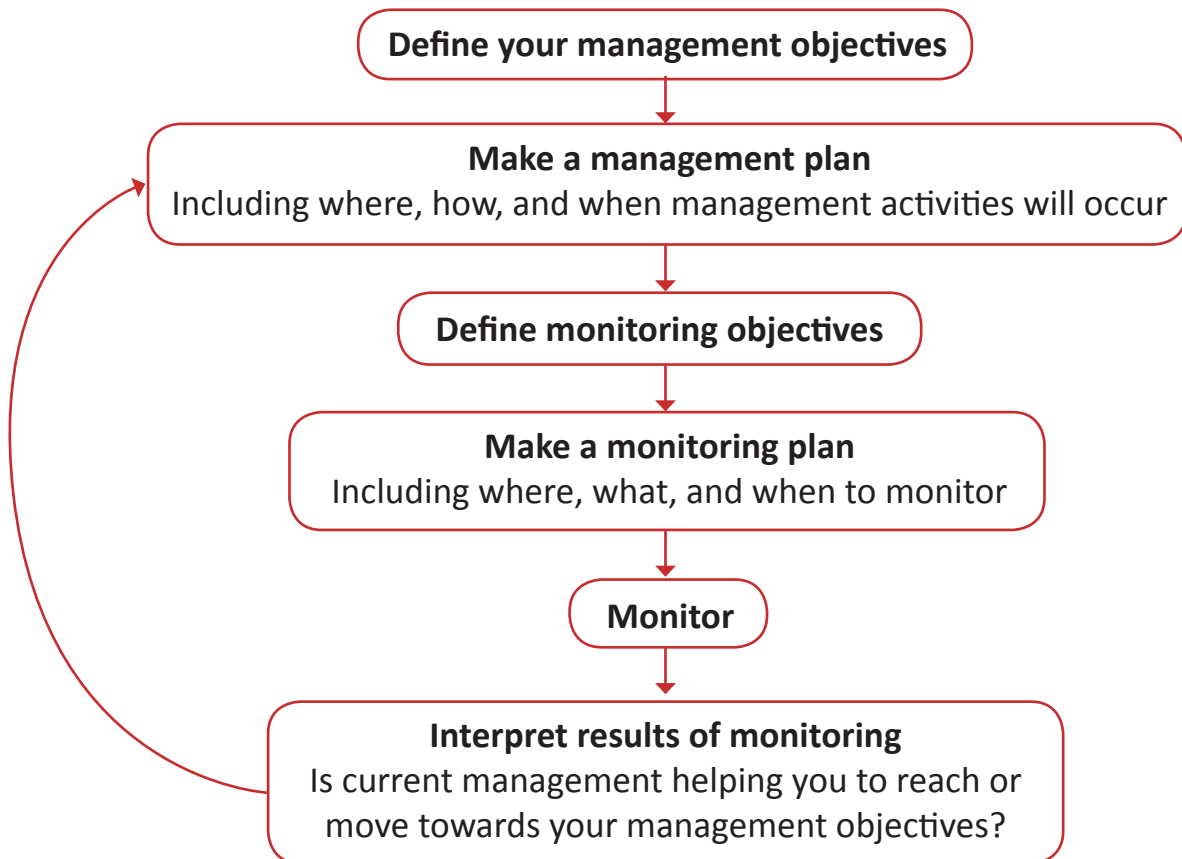 Define your management objectives
Make a management plan
Including where, how, and when management activities will occur
Define monitoring objectives
Make a monitoring plan
Including where, what, and when to monitor
Monitor
Interpret results of monitoring
Is current management helping you to reach or
move towards your management objectives?